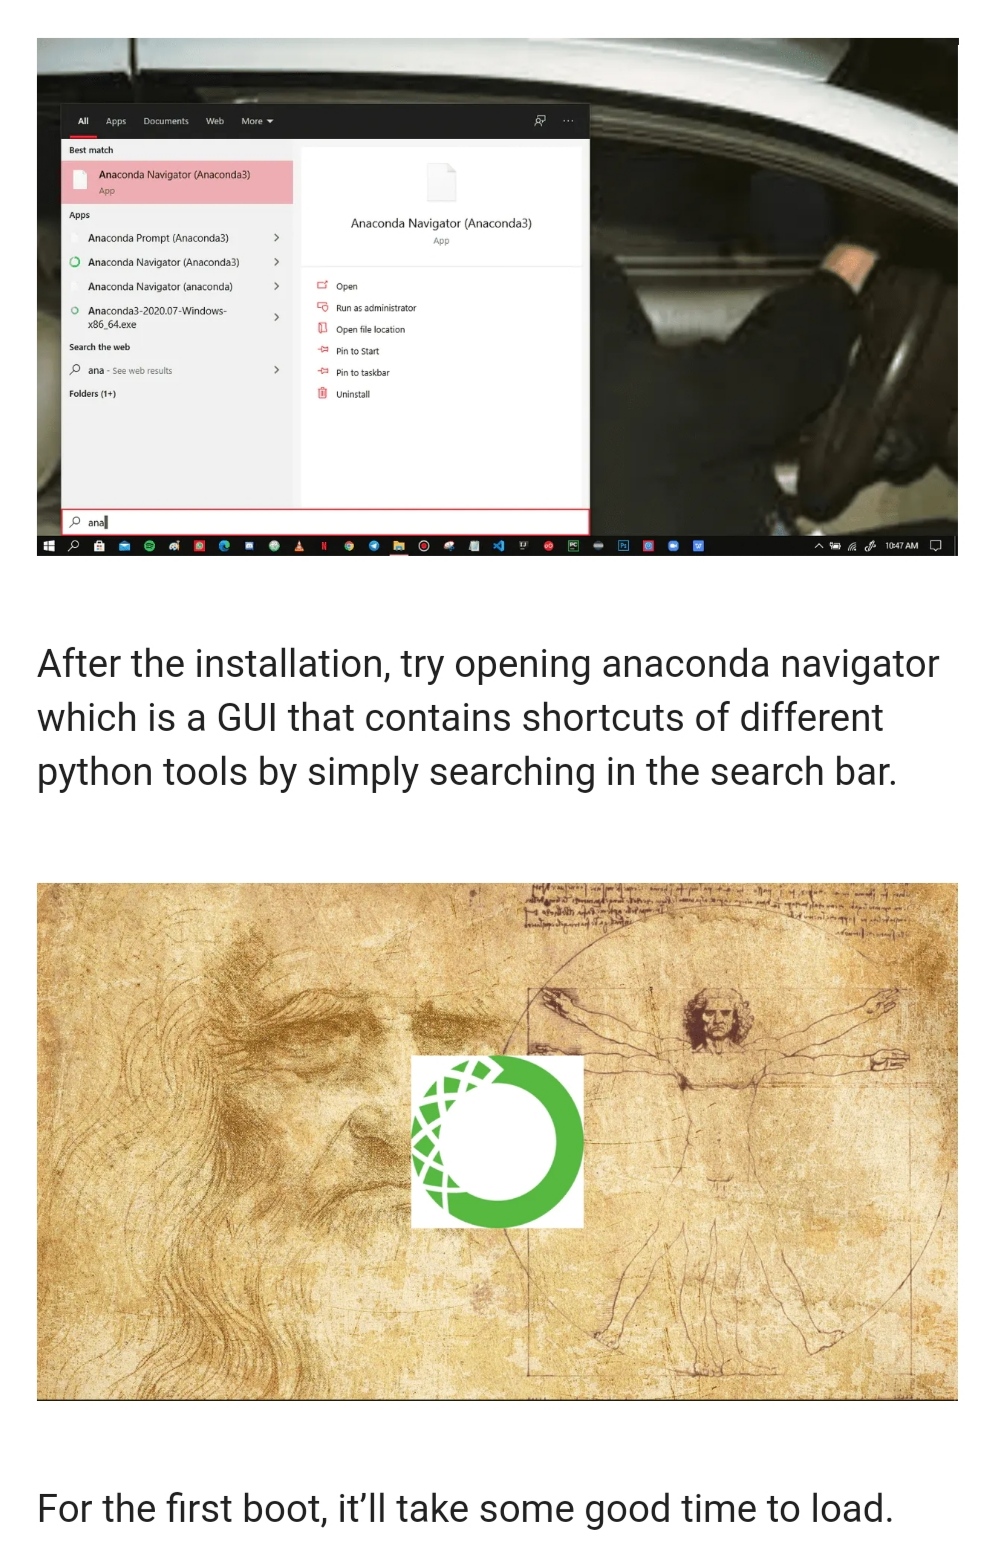 All Apps Documents Web More
Best match
Anaconda Navigator (Anaconda3)
App
Apps
Anaconda Prompt (Anaconda3)
Anaconda Navigator (Anaconda3)
Anaconda Navigator (anaconda)
Anaconda3-2020.07-Windows-
x86_64.exe
Search the web
ana - See web results
Folders (1+)
ana
Anaconda Navigator (Anaconda3)
App
Open
Run as administrator
Open file location
Pin to Start
Pin to taskbar
Uninstall
10:47 AM
After the installation, try opening anaconda navigator
which is a GUI that contains shortcuts of different
python tools by simply searching in the search bar.
For the first boot, it’ll take some good time to load.